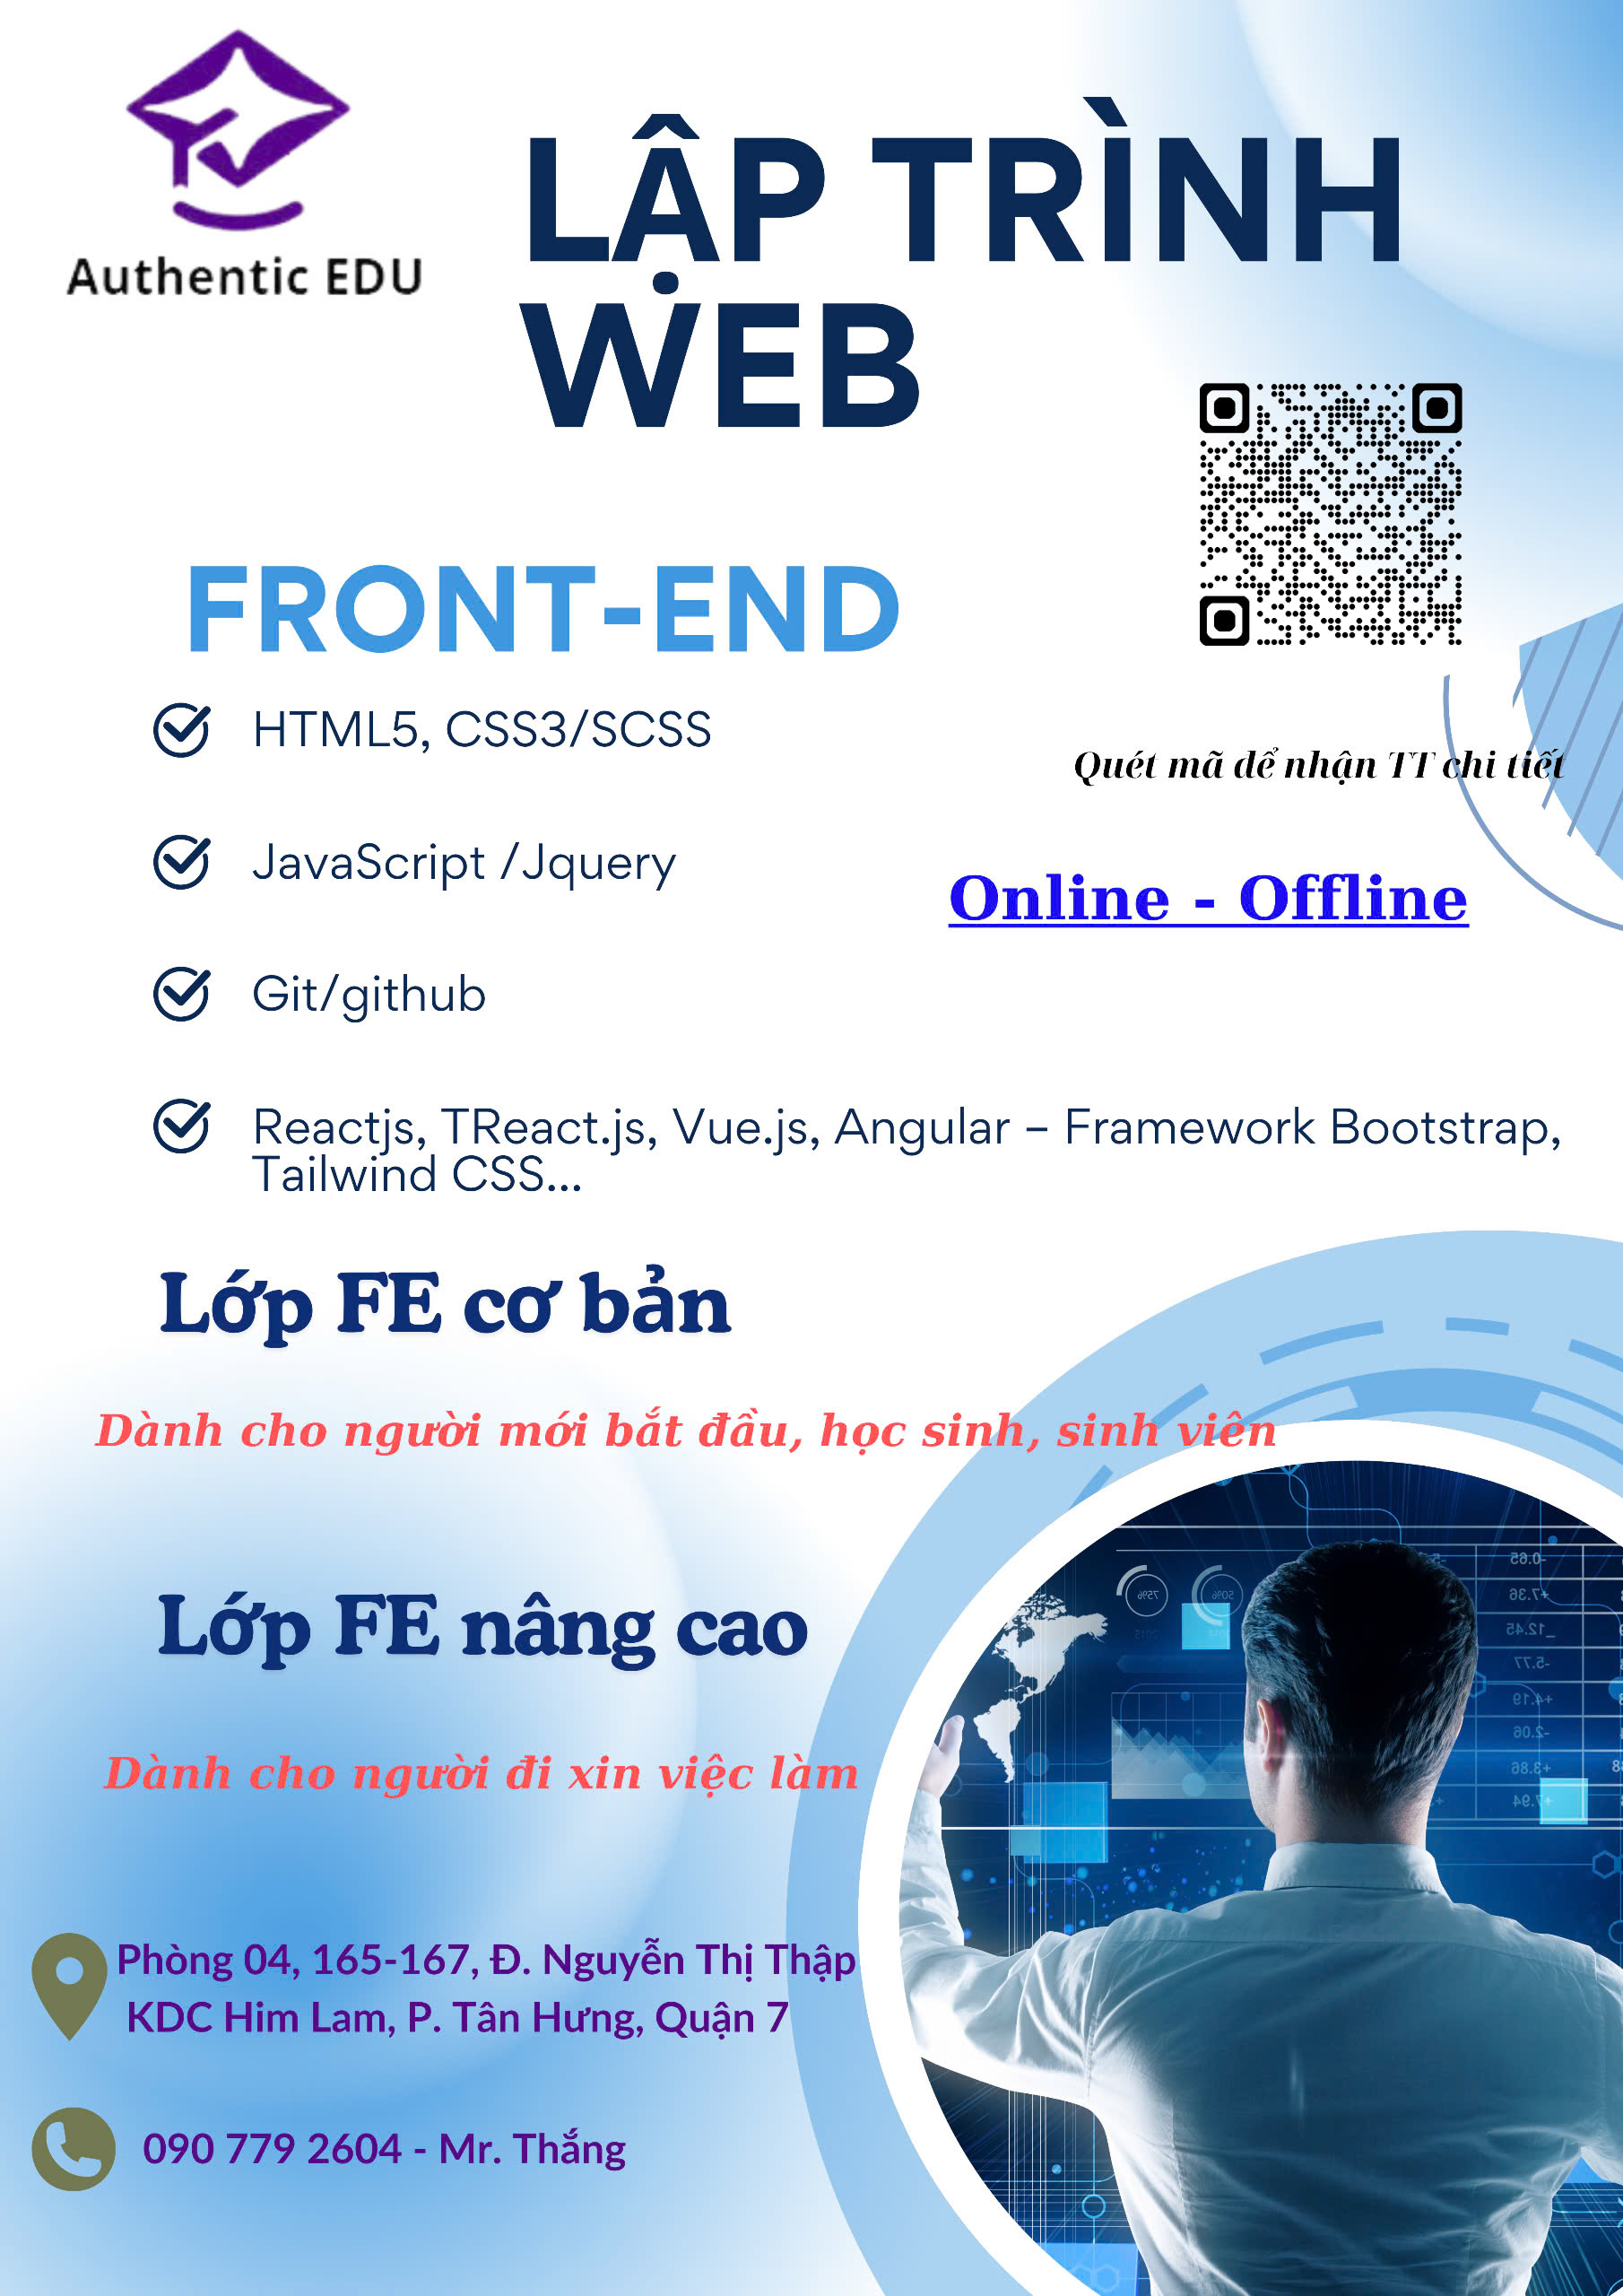 Authentic EDU
LẬP TRÌNH
WEB
FRONT-END
HTML5, CSS3/SCSS
Quét mã dể nhận TT chi tiết
JavaScript /Jquery
Online - Offline
Git/github
Reactjs, TReact.js, Vue.js, Angular – Framework Bootstrap,
Tailwind CSS...
Lớp FE cơ bản
Dành cho người mới bắt đầu, học sinh, sinh viên
Lớp FE nâng cao
Dành cho người đi xin việc làm
Phòng 04, 165-167, Đ. Nguyễn Thị Thập
KDC Him Lam, P. Tân Hưng, Quận 7
090 779 2604 - Mr. Thắng